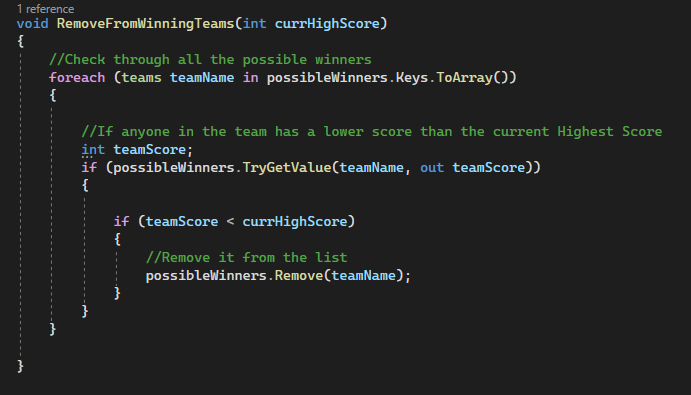 1 reference
void RemoveFromWinningTeams(int currHighScore)
{
//Check through all the possible winners
foreach (teams teamName in possibleWinners.Keys.ToArray())
{
//If anyone in the team has a lower score than the current Highest Score
int teamScore;
if (possibleWinners.TryGetValue(teamName, out teamScore))
{
if (teamScore < currHighScore)
{
//Remove it from the list
possibleWinners.Remove(teamName);
}
}
}
}